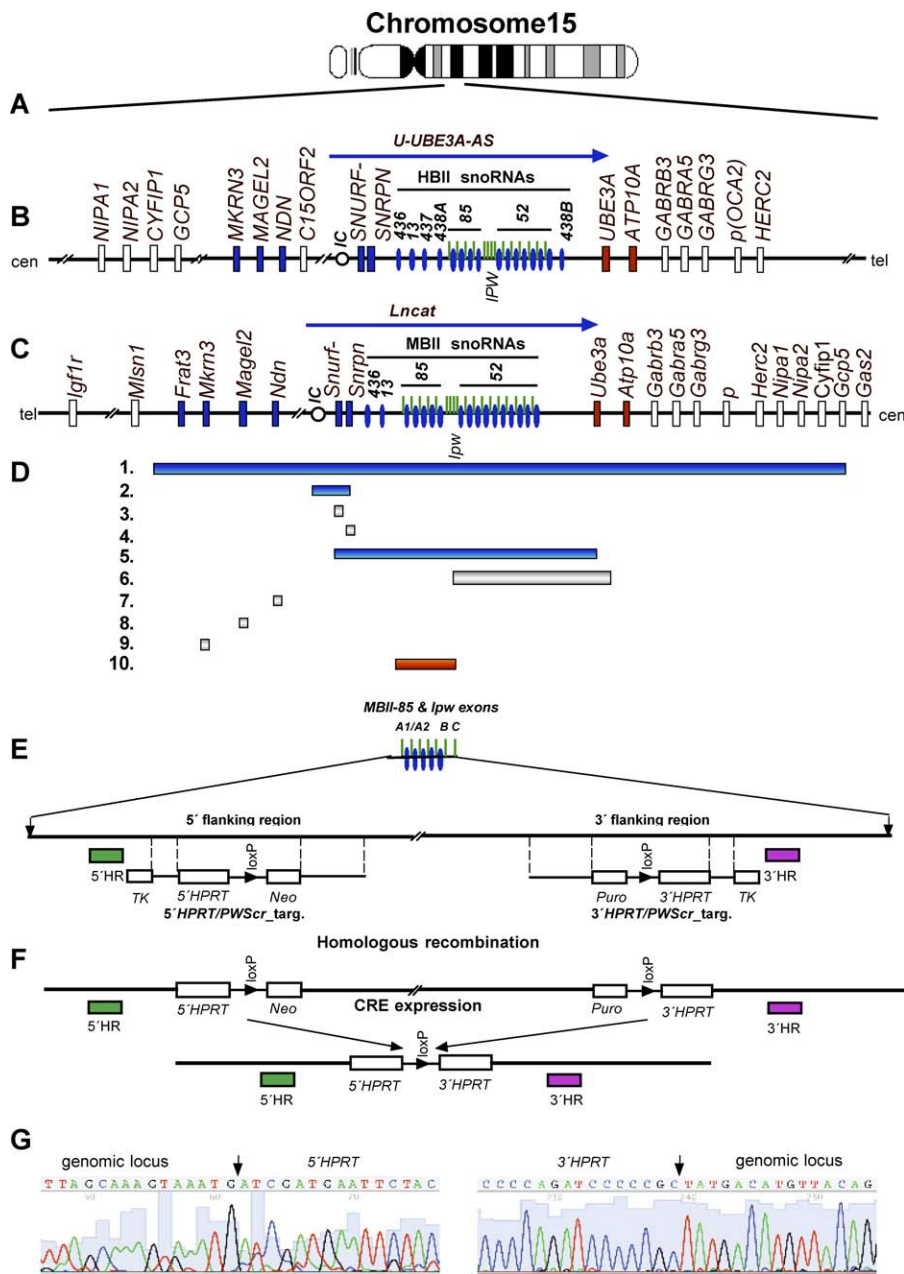 Chromosome15
A
U-UBE3A-AS
HBII snoRNAs
B
NIPA1 NIPA2 CYFIP1 GCP5 MKRN3 MAGEL2 NDN C15ORF2 IC SNURF- SNRPN 436 13 437 438A 85 52 438B UBE3A ATP10A GABRB3 GABRA5 GABRG3 p(OCA2) HERC2
cen tel
IPW
Lncat
C
MBII snoRNAs
Igf1r Mlsn1 Frat3 Mkrn3 Magel2 Ndn IC Snurf- Snrpn 436 13 85 52 Ube3a Atp10a Gabrb3 Gabra5 Gabrg3 p Herc2 Nipa1 Nipa2 Cyfip1 Gcp5 Gas2
tel cen
Ipw
D
1.
2.
3.
4.
5.
6.
7.
8.
9.
10.
MBII-85 & Ipw exons
A1/A2 B C
E
5´ flanking region 3´ flanking region
loxP loxP
5´HR 3´HR
TK 5´HPRT Neo Puro 3´HPRT TK
5´HPRT/PWScr_targ. 3´HPRT/PWScr_targ.
F
Homologous recombination
loxP loxP
5´HPRT Neo CRE expression Puro 3´HPRT
5´HR 3´HR
loxP
5´HPRT 3´HPRT
5´HR 3´HR
G
genomic locus 5´HPRT 3´HPRT genomic locus
TTAGCAAAGTAAATGATCGATGAATTCTAC CCCCAGATCCCCCGCTATGACATGTTACAG
60 70 240 250